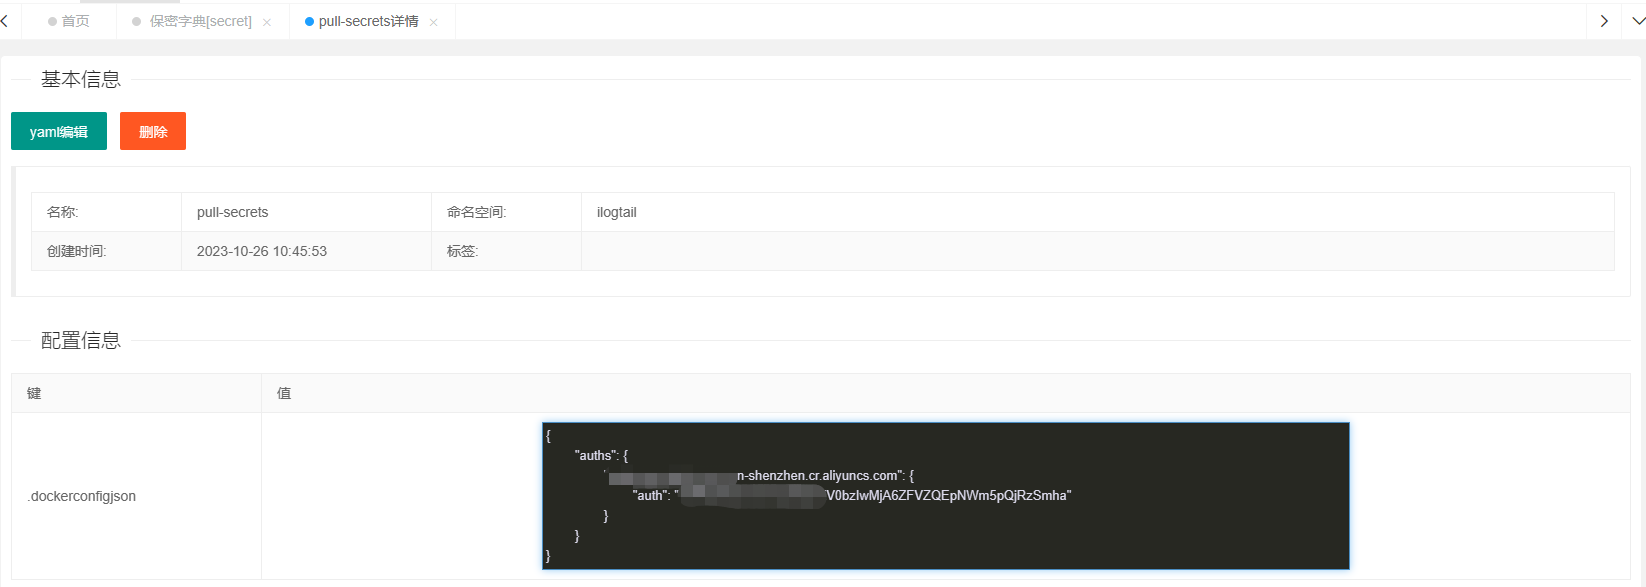 首页 保密字典[secret] pull-secrets详情
基本信息
yaml编辑 删除
名称: pull-secrets 命名空间: ilogtail
创建时间: 2023-10-26 10:45:53 标签:
配置信息
键 值
.dockerconfigjson
{
"auths": {
n-shenzhen.cr.aliyuncs.com": {
"auth": "V0bzIwMjA6ZFVZQEpNWm5pQjRzSmha"
}
}
}